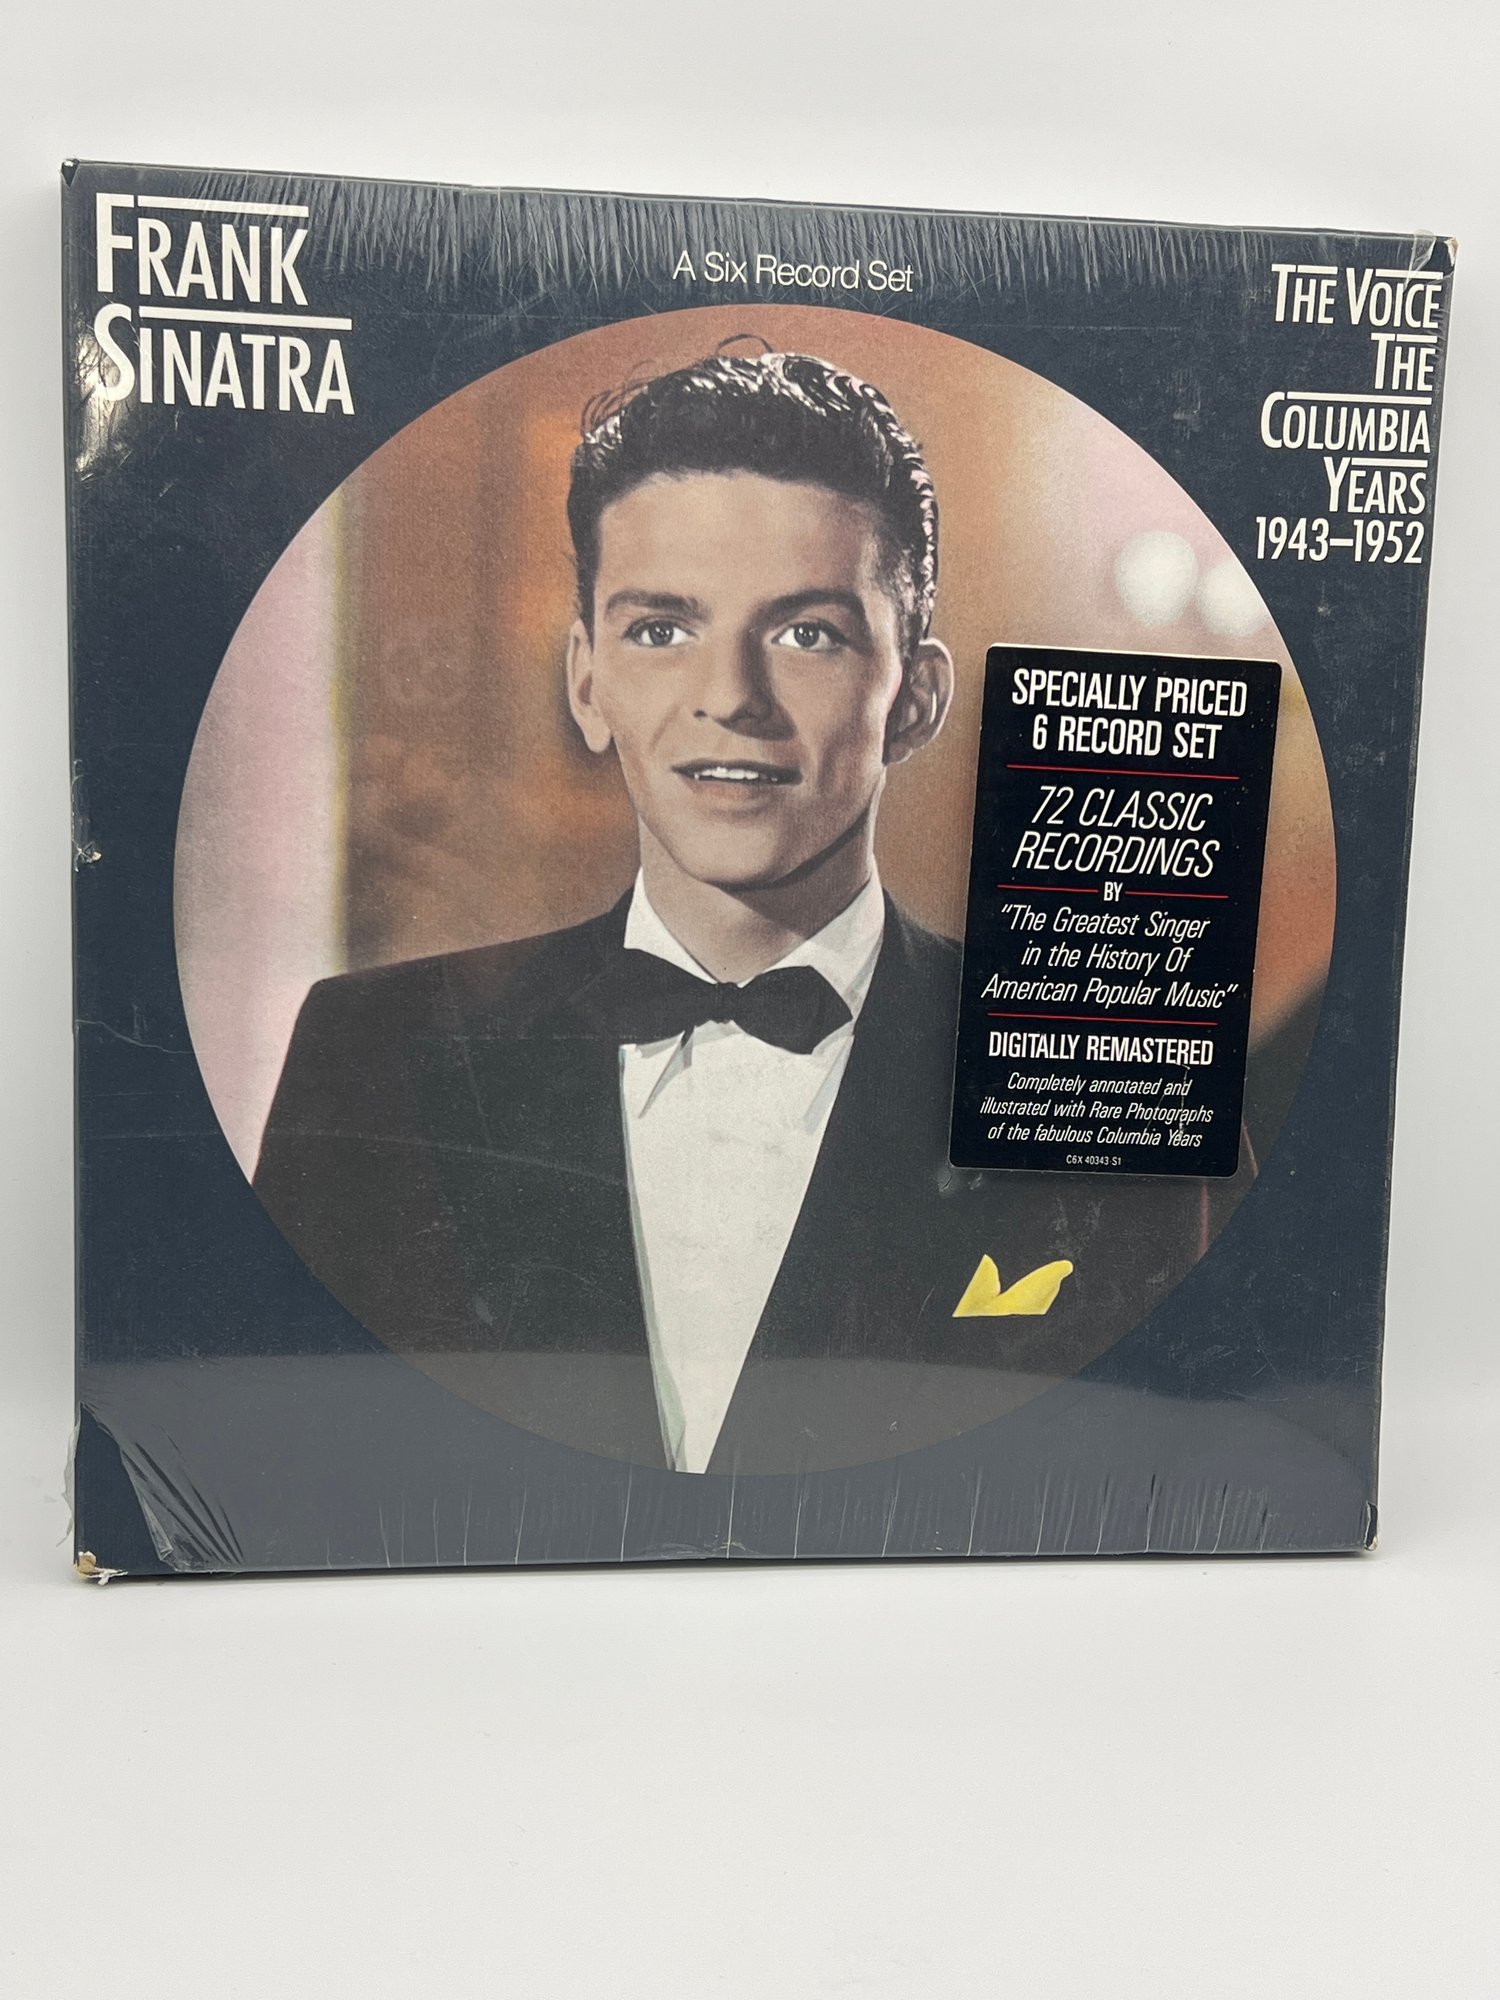 FRANK
SINATRA
A Six Record Set
THE VOICE
THE
COLUMBIA
YEARS
1943–1952
SPECIALLY PRICED
6 RECORD SET
72 CLASSIC
RECORDINGS
BY
"The Greatest Singer
in the History Of
American Popular Music"
DIGITALLY REMASTERED
Completely annotated and
illustrated with Rare Photographs
of the fabulous Columbia Years
C6X 40343 S1